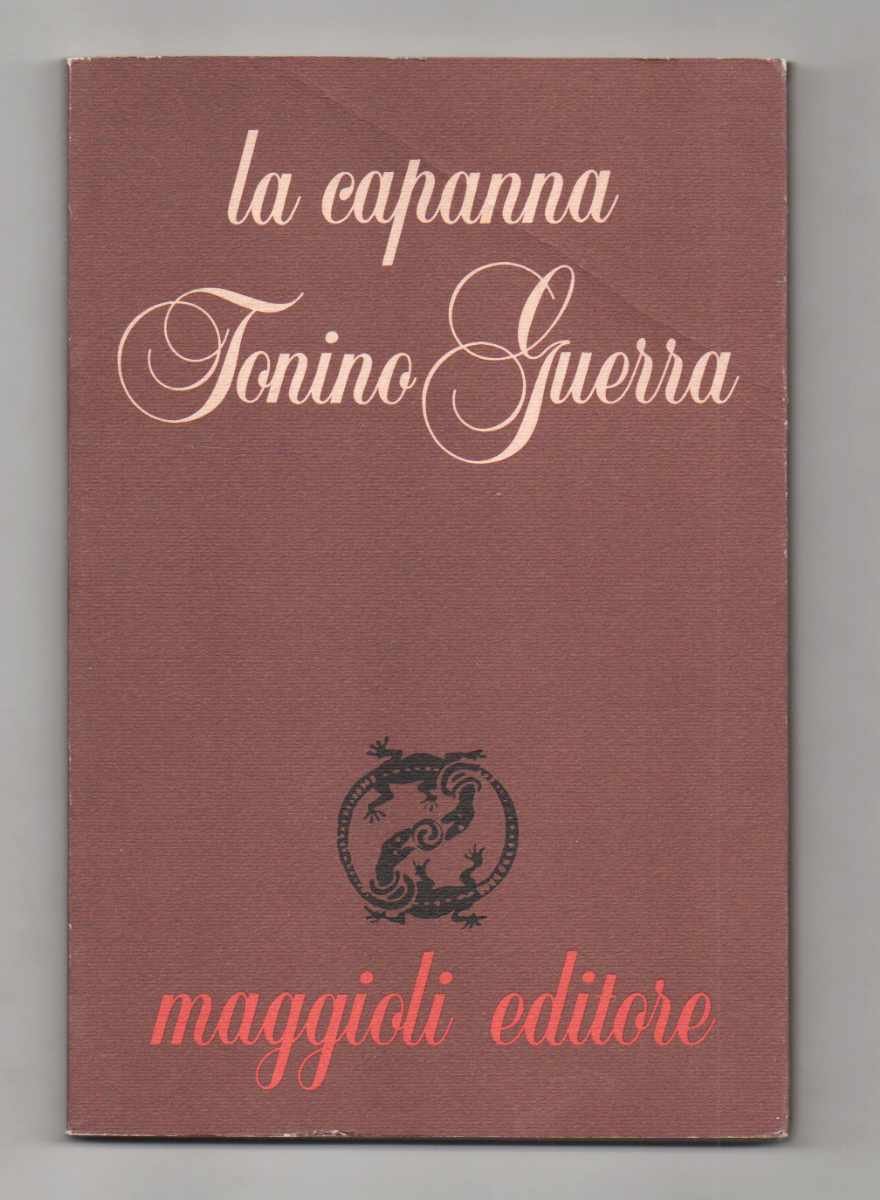 la capanna
Tonino Guerra
maggioli editore